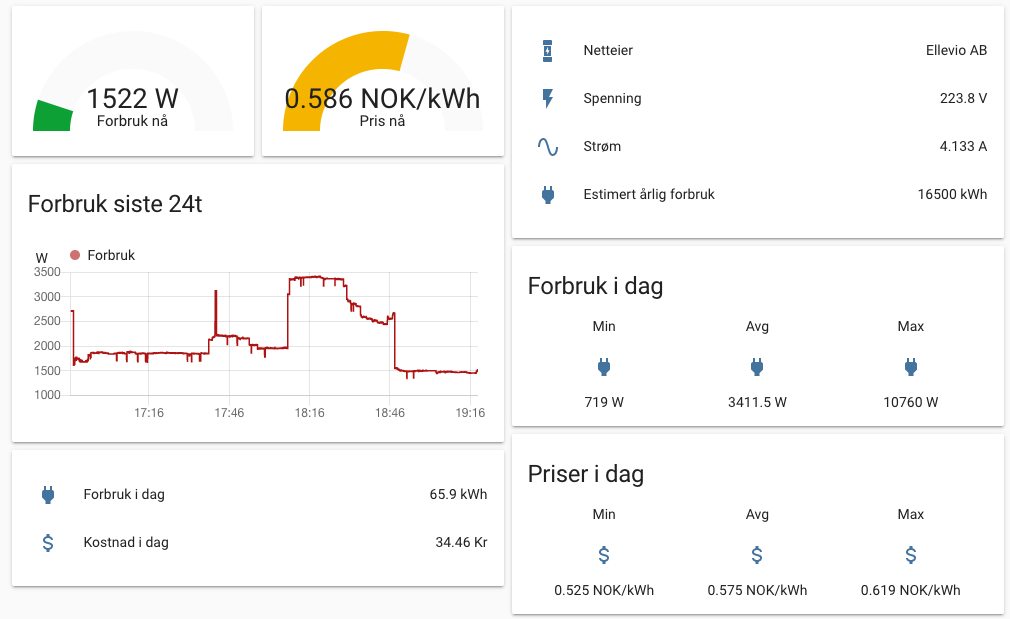 1522 W
Forbruk nå
0.586 NOK/kWh
Pris nå
Netteier Ellevio AB
Spenning 223.8 V
Strøm 4.133 A
Estimert årlig forbruk 16500 kWh
Forbruk siste 24t
W Forbruk
3500
3000
2500
2000
1500
1000
17:16 17:46 18:16 18:46 19:16
Forbruk i dag 65.9 kWh
Kostnad i dag 34.46 Kr
Forbruk i dag
Min Avg Max
719 W 3411.5 W 10760 W
Priser i dag
Min Avg Max
0.525 NOK/kWh 0.575 NOK/kWh 0.619 NOK/kWh